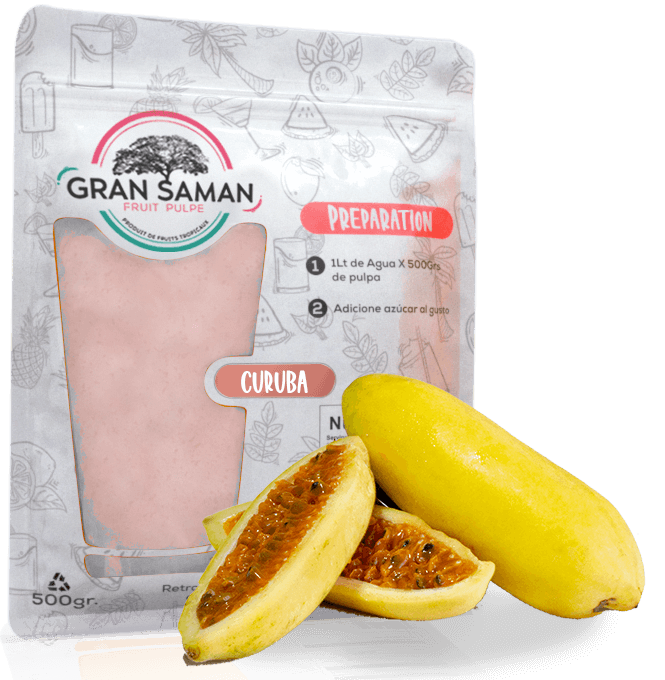 GRAN SAMAN
FRUIT PULPE
PRODUCT DE FRUITS TROPICAUX
PREPARATION
1 1Lt de Agua X 500Grs
de pulpa
2 Adicione azúcar al gusto
CURUBA
500gr.